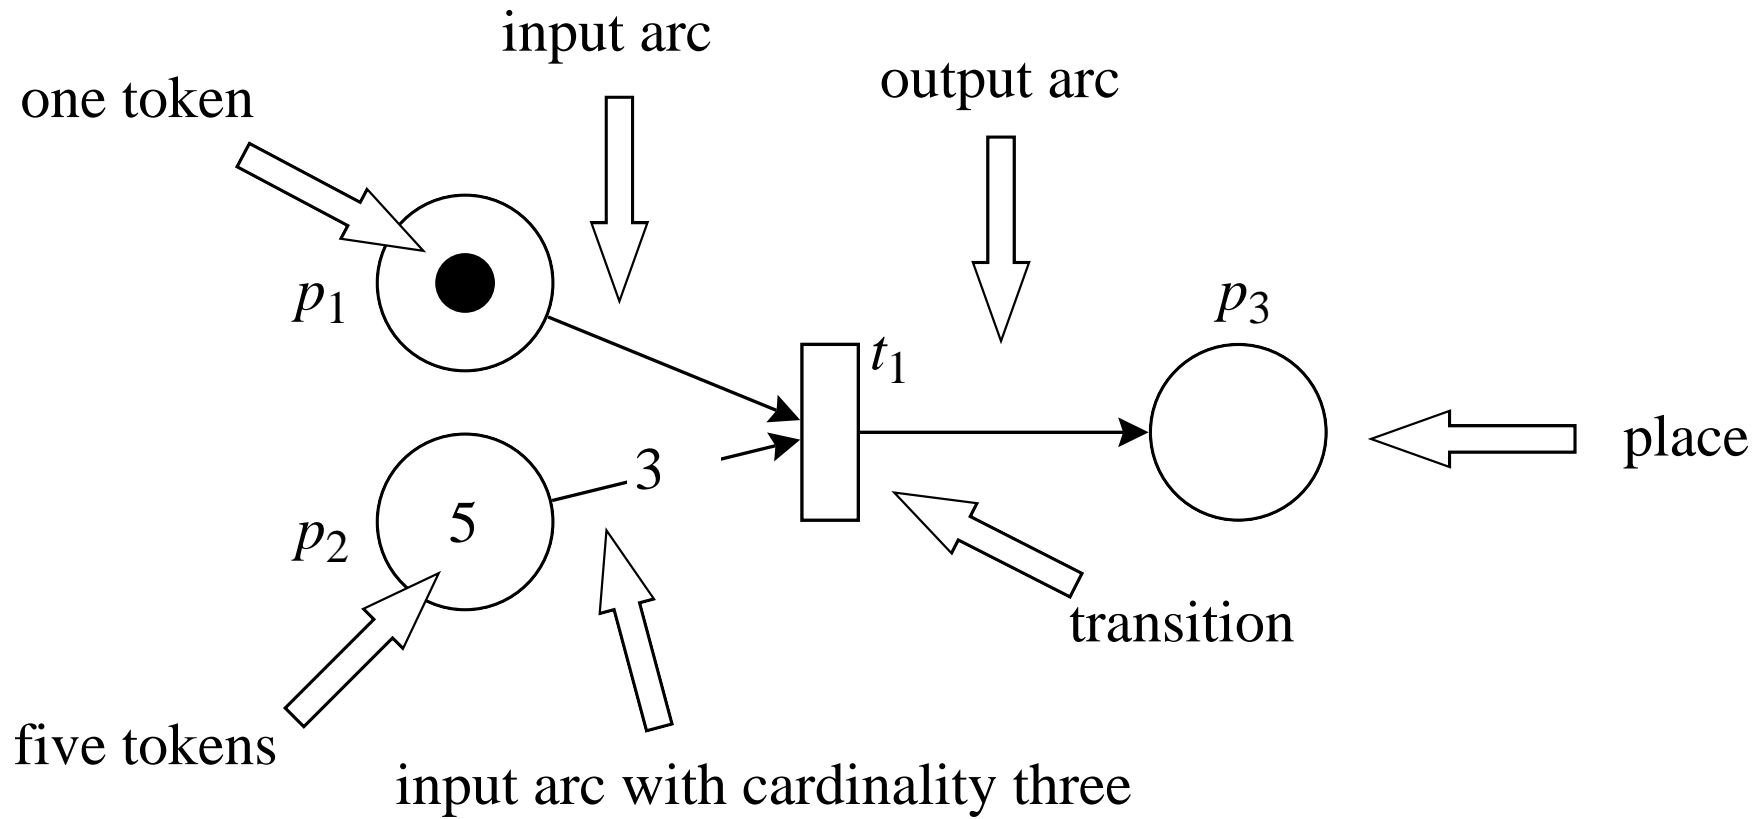 input arc
output arc
one token
p1
p3
t1
place
3
5
p2
transition
five tokens
input arc with cardinality three